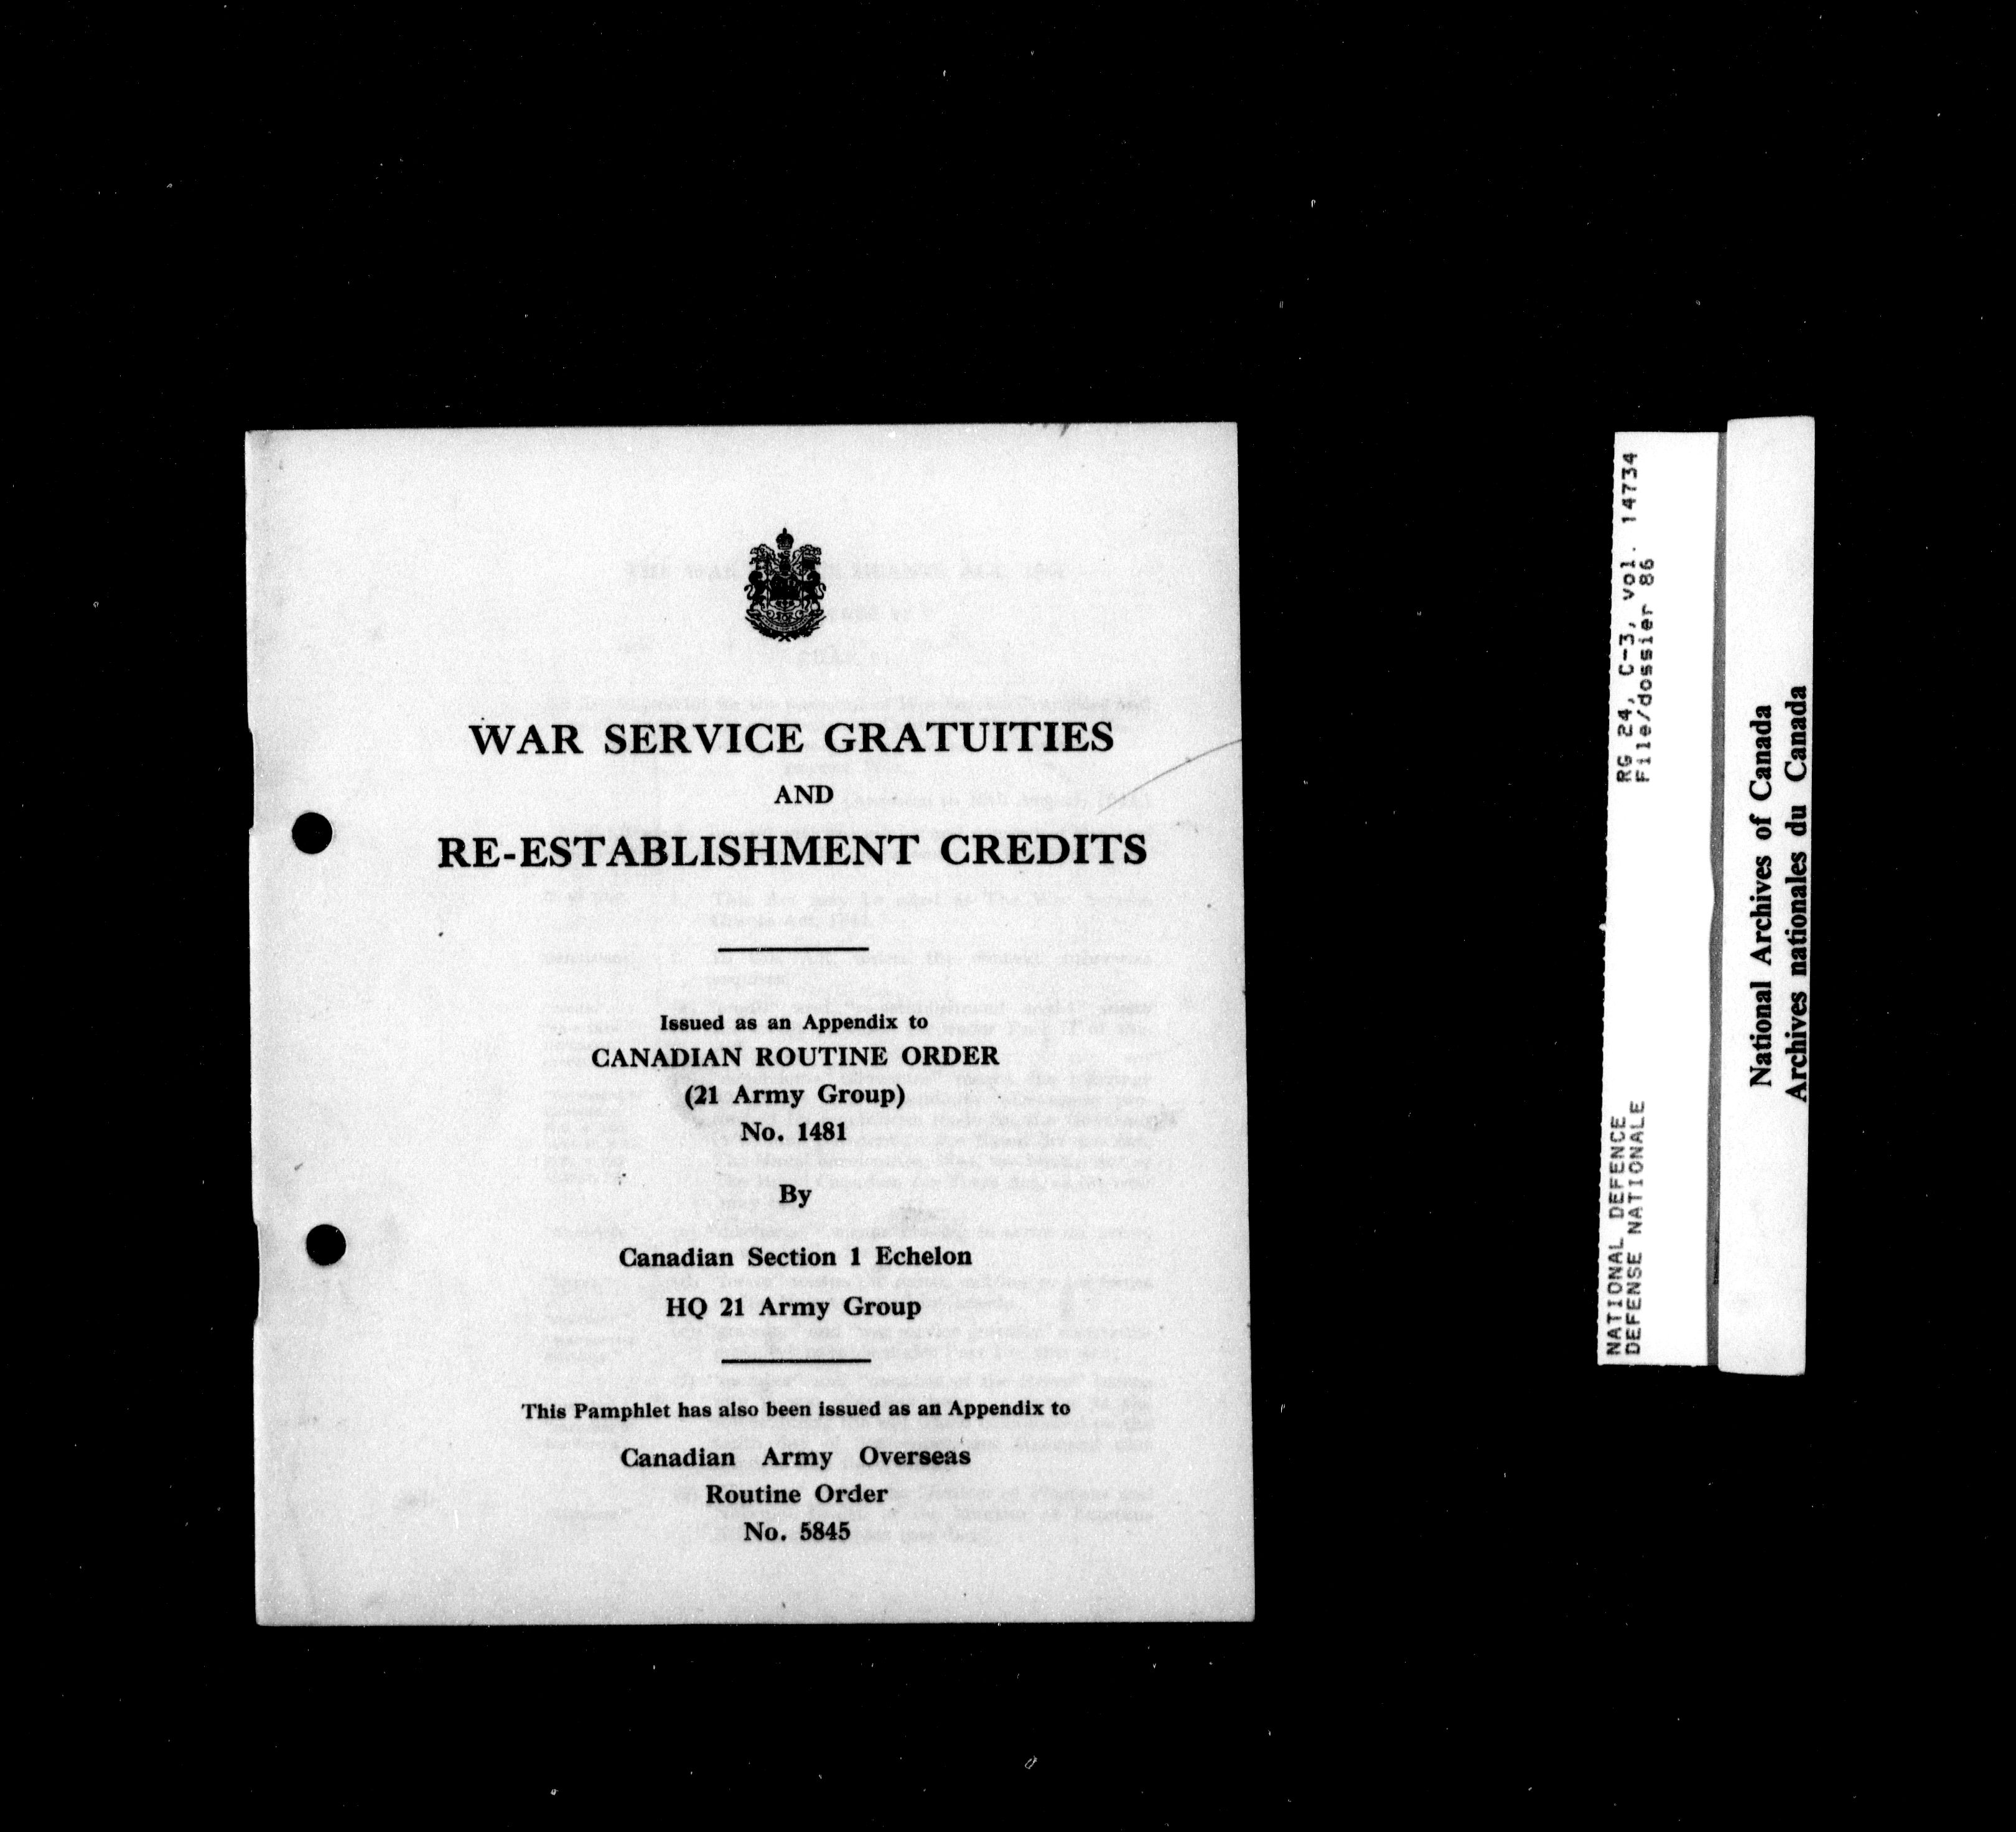 WAR SERVICE GRATUITIES
AND
RE-ESTABLISHMENT CREDITS
Issued as an Appendix to
CANADIAN ROUTINE ORDER
(21 Army Group)
No. 1481
By
Canadian Section 1 Echelon
HQ 21 Army Group
This Pamphlet has also been issued as an Appendix to
Canadian Army Overseas
Routine Order
No. 5845
NATIONAL DEFENCE RG 24, C-3, vol. 14734
DEFENSE NATIONALE File/dossier 86
National Archives of Canada
Archives nationales du Canada